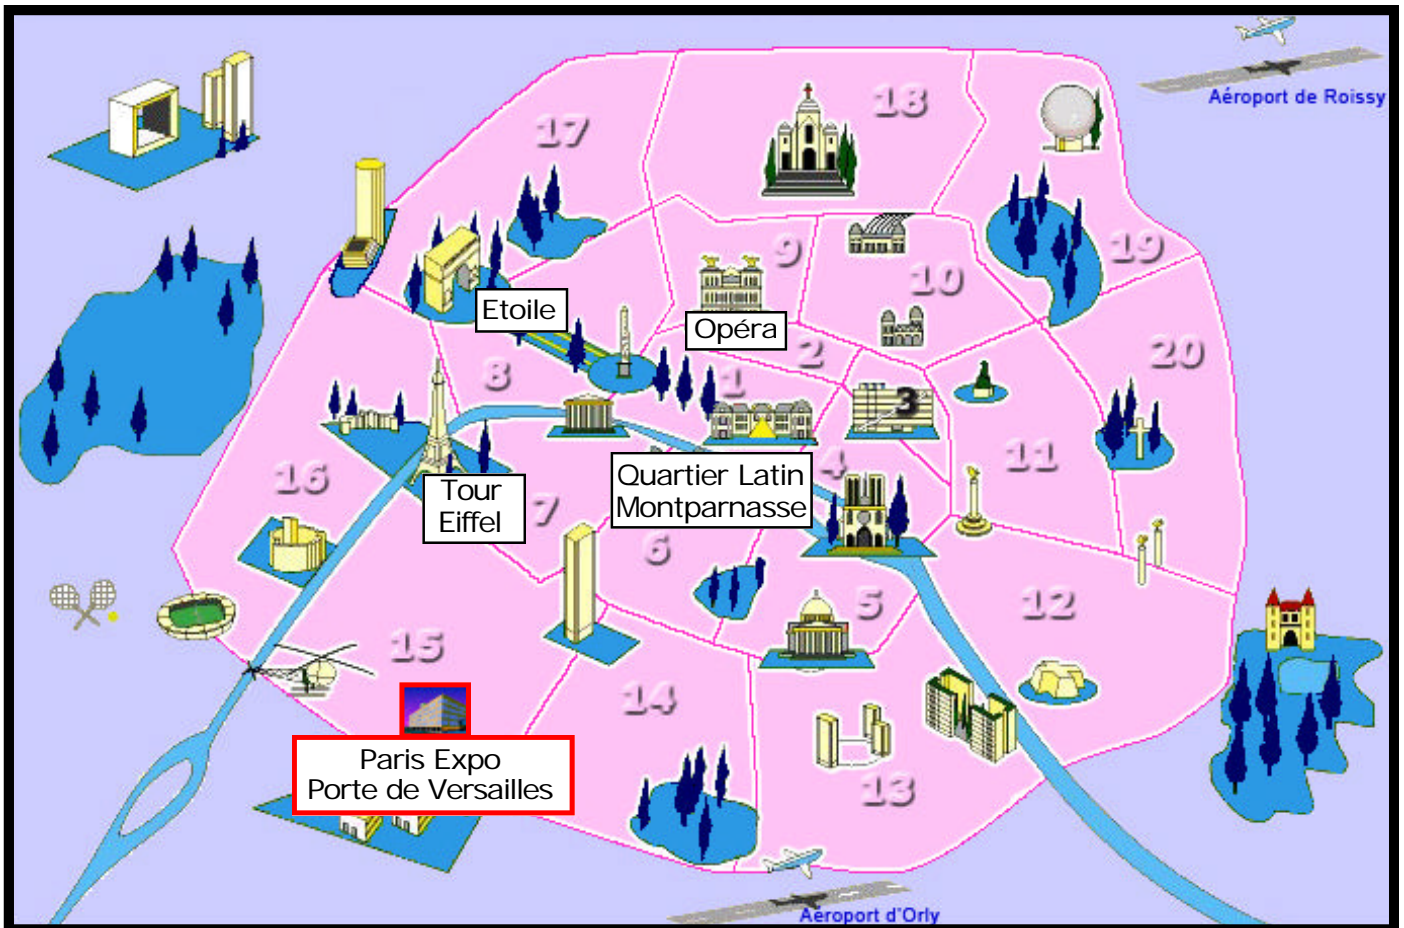 Aéroport de Roissy
18
17
19
9
10
Etoile
Opéra
2
20
8
1
3
Quartier Latin
Montparnasse
4
11
16
Tour
Eiffel
7
6
5
12
15
14
Paris Expo
Porte de Versailles
13
Aéroport d'Orly